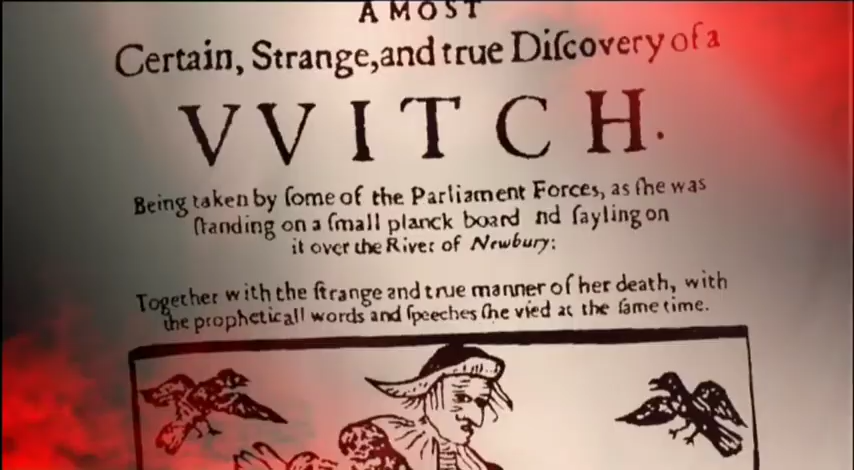 A MOST
Certain, Strange,and true Diſcovery of a
VVITCH.
Being taken by ſome of the Parliament Forces, as ſhe was
ſtanding on a ſmall planck board nd ſayling on
it over the River of Newbury:
Together with the ſtrange and true manner of her death, with
the propheticall words and ſpeeches ſhe vſed at the ſame time.